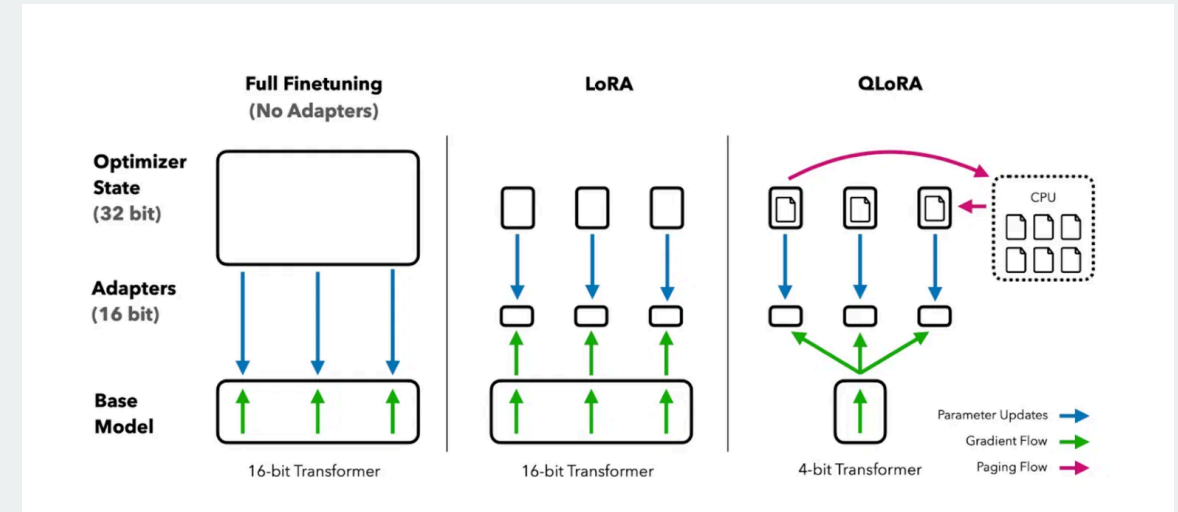 Full Finetuning
(No Adapters)
LoRA
QLoRA
Optimizer
State
(32 bit)
CPU
Adapters
(16 bit)
Base
Model
Parameter Updates
Gradient Flow
Paging Flow
16-bit Transformer
16-bit Transformer
4-bit Transformer